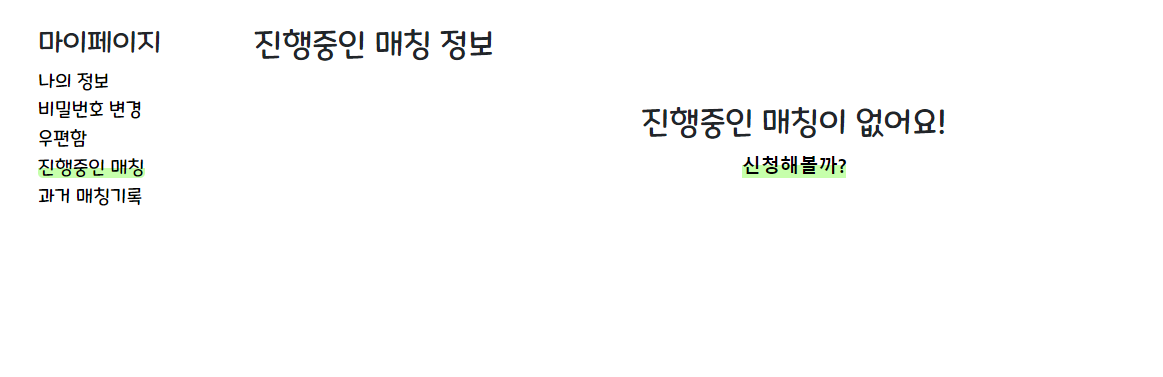 마이페이지
나의 정보
비밀번호 변경
우편함
진행중인 매칭
과거 매칭기록
진행중인 매칭 정보
진행중인 매칭이 없어요!
신청해볼까?